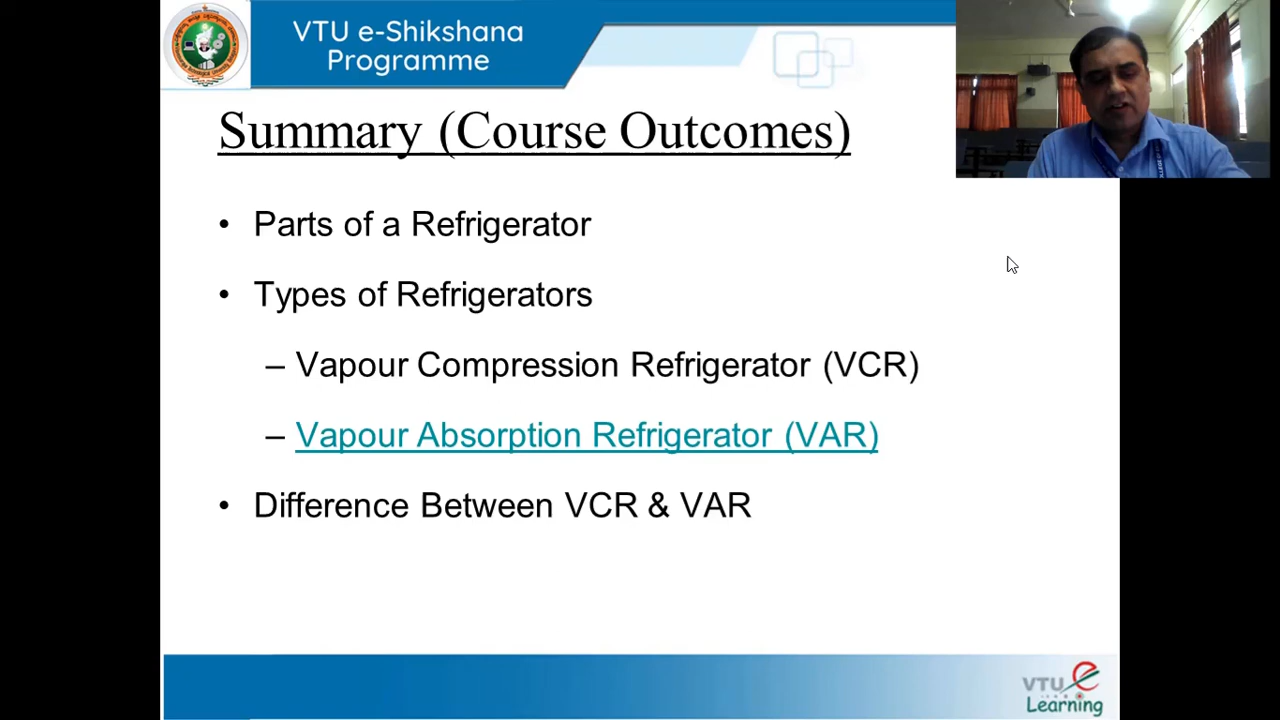 VTU e-Shikshana
Programme
Summary (Course Outcomes)
• Parts of a Refrigerator
• Types of Refrigerators
– Vapour Compression Refrigerator (VCR)
– Vapour Absorption Refrigerator (VAR)
• Difference Between VCR & VAR
VTU e
Learning